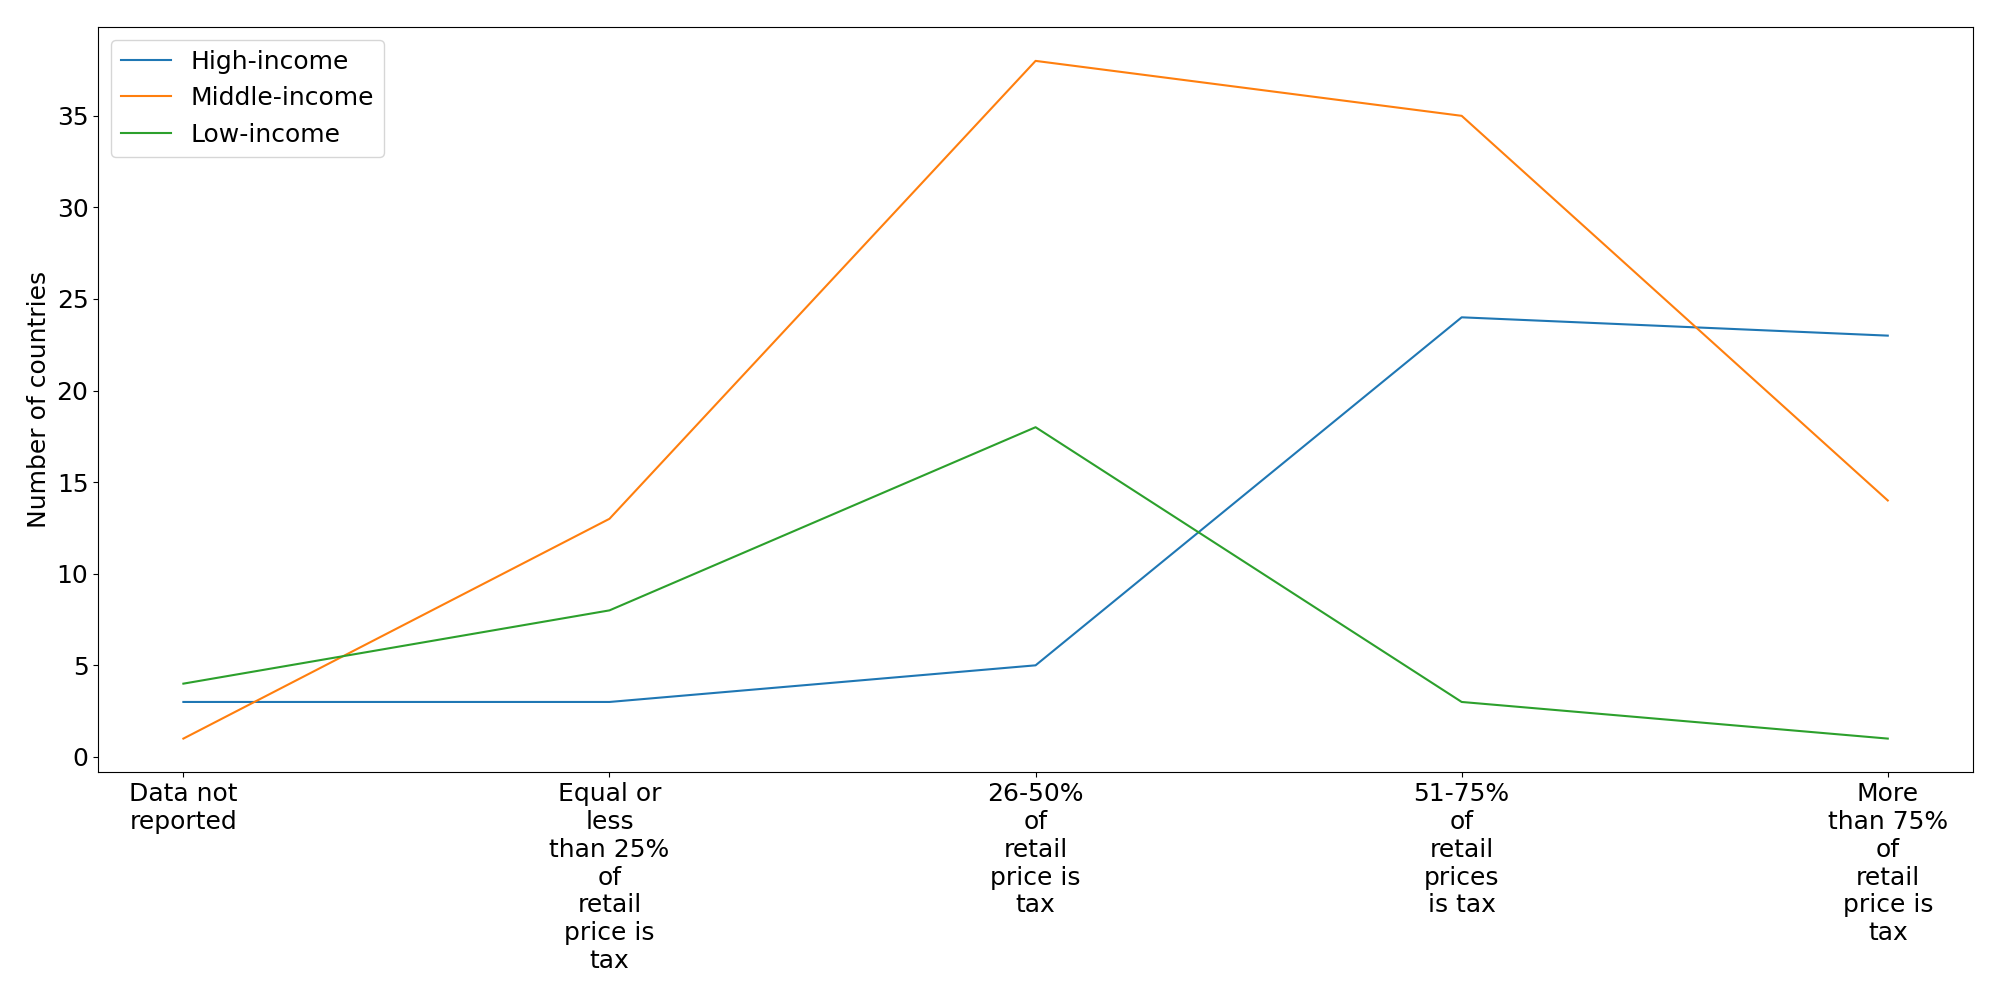 High-income
Middle-income
Low-income
Number of countries
35
30
25
20
15
10
5
0
Data not
reported
Equal or
less
than 25%
of
retail
price is
tax
26-50%
of
retail
price is
tax
51-75%
of
retail
prices
is tax
More
than 75%
of
retail
price is
tax